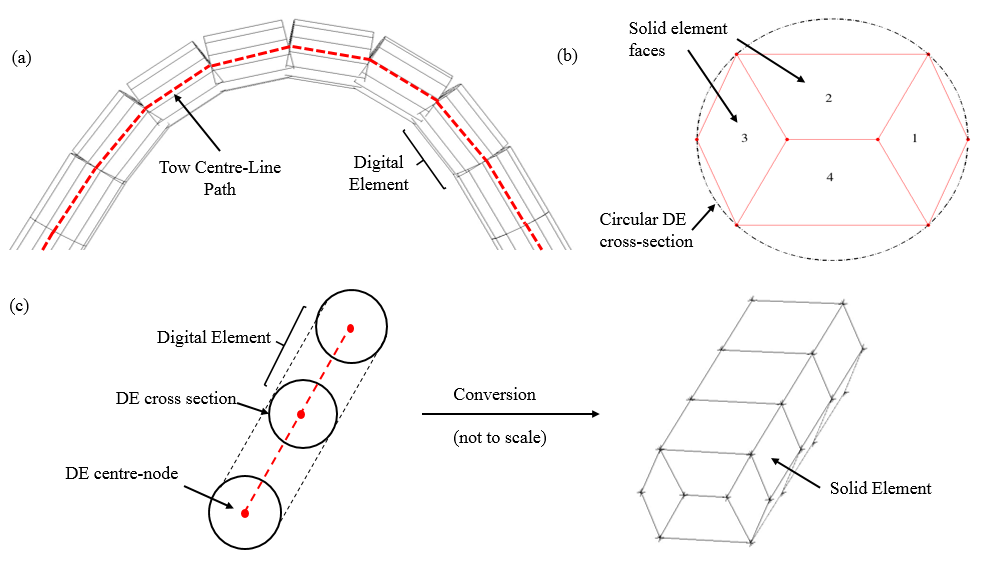 (a)
Tow Centre-Line
Path
Digital
Element
(b)
Solid element
faces
2
3
1
4
Circular DE
cross-section
(c)
Digital Element
DE cross section
DE centre-node
Conversion
(not to scale)
Solid Element